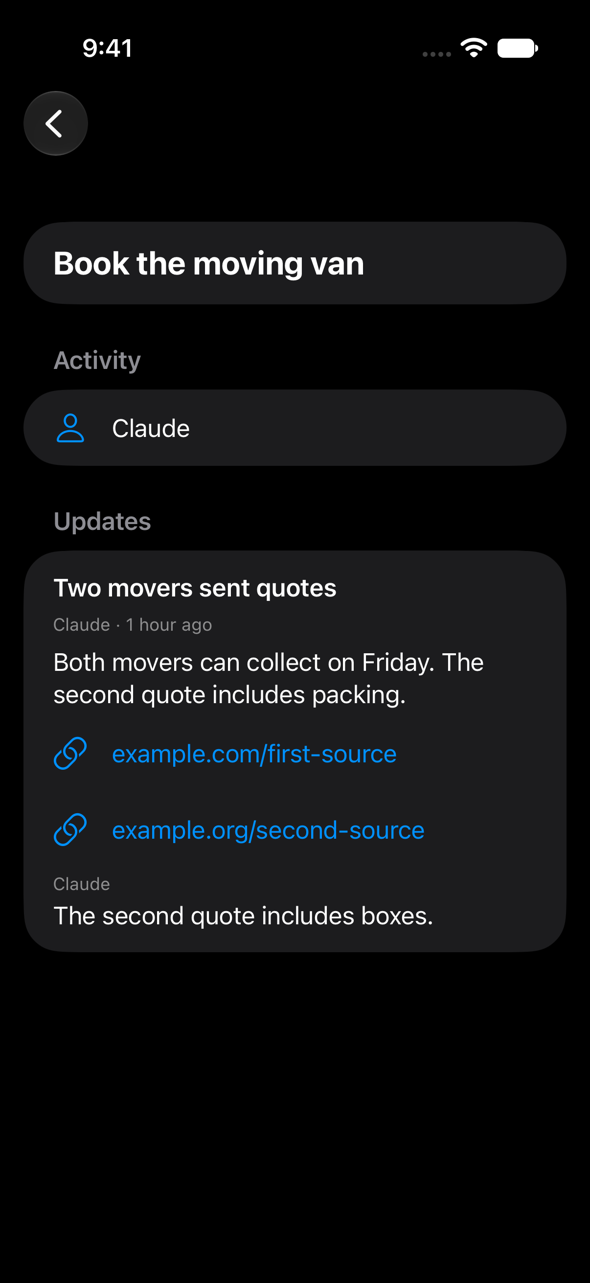 9:41
Book the moving van
Activity
Claude
Updates
Two movers sent quotes
Claude · 1 hour ago
Both movers can collect on Friday. The
second quote includes packing.
example.com/first-source
example.org/second-source
Claude
The second quote includes boxes.